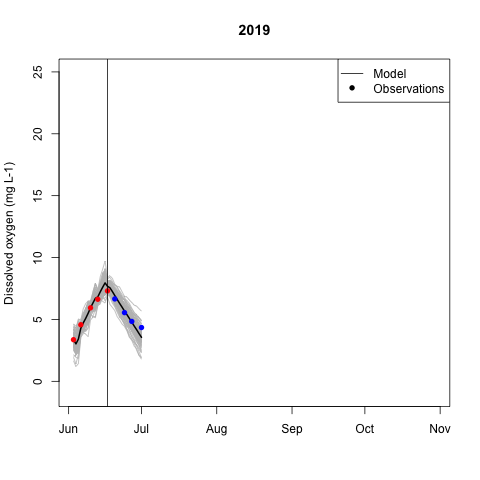 2019
Model
Observations
Dissolved oxygen (mg L-1)
25
20
15
10
5
0
Jun Jul Aug Sep Oct Nov